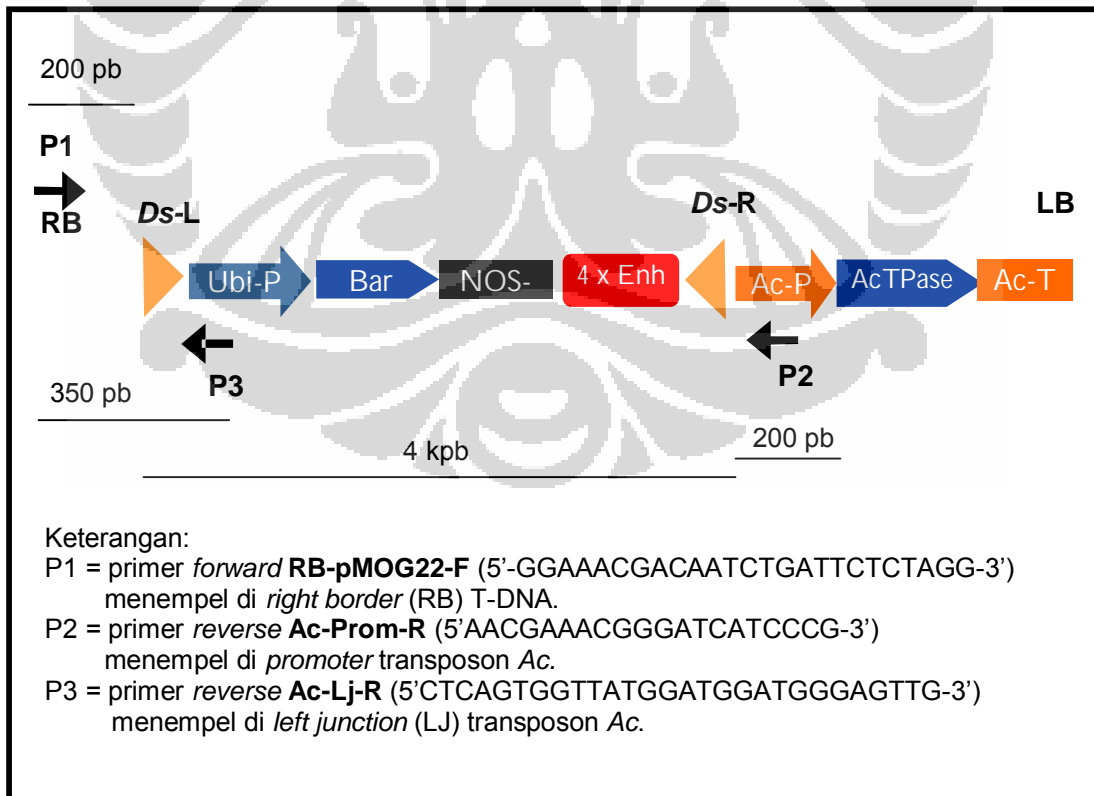 200 pb
P1
RB
Ds-L
Ds-R
LB
Ubi-P
Bar
NOS-
4 x Enh
Ac-P
AcTPase
Ac-T
P3
P2
350 pb
4 kpb
200 pb
Keterangan:
P1 = primer forward RB-pMOG22-F (5'-GGAAACGACAATCTGATTCTCTAGG-3')
menempel di right border (RB) T-DNA.
P2 = primer reverse Ac-Prom-R (5'AACGAAACGGGATCATCCCG-3')
menempel di promoter transposon Ac.
P3 = primer reverse Ac-Lj-R (5'CTCAGTGGTTATGGATGGATGGGAGTTG-3')
menempel di left junction (LJ) transposon Ac.